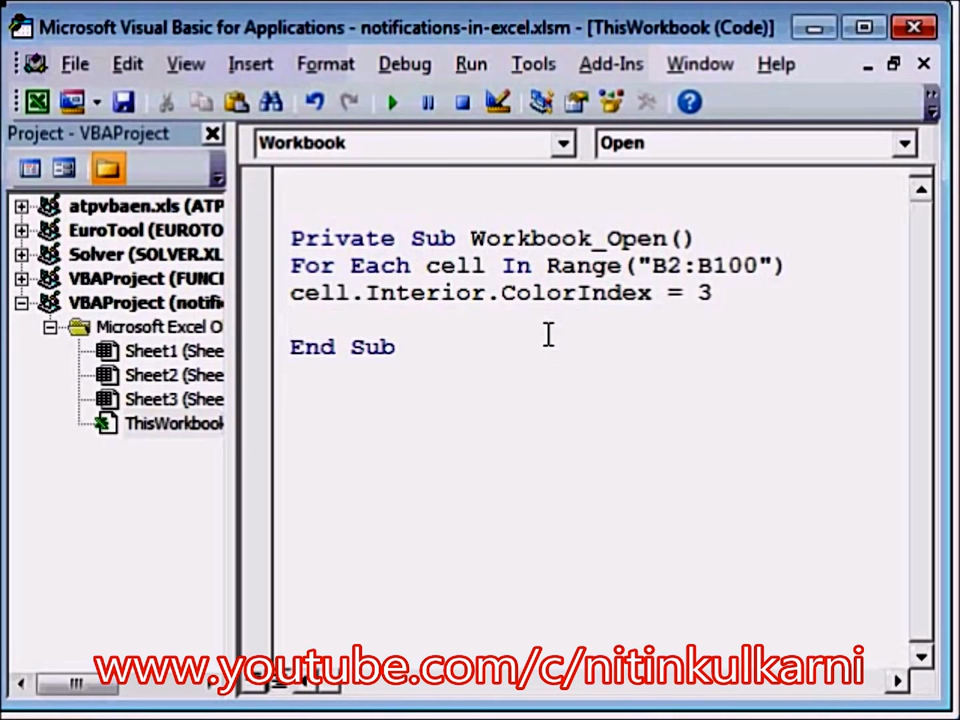 Microsoft Visual Basic for Applications - notifications-in-excel.xlsm - [ThisWorkbook (Code)]
File Edit View Insert Format Debug Run Tools Add-Ins Window Help
Project - VBAProject
Workbook
Open
atpvbaen.xls (ATP
EuroTool (EUROTO
Solver (SOLVER.XL
VBAProject (FUNCI
VBAProject (notifi
Microsoft Excel O
Sheet1 (Shee
Sheet2 (Shee
Sheet3 (Shee
ThisWorkbook
Private Sub Workbook_Open()
For Each cell In Range("B2:B100")
cell.Interior.ColorIndex = 3
End Sub
www.youtube.com/c/nitinkulkarni